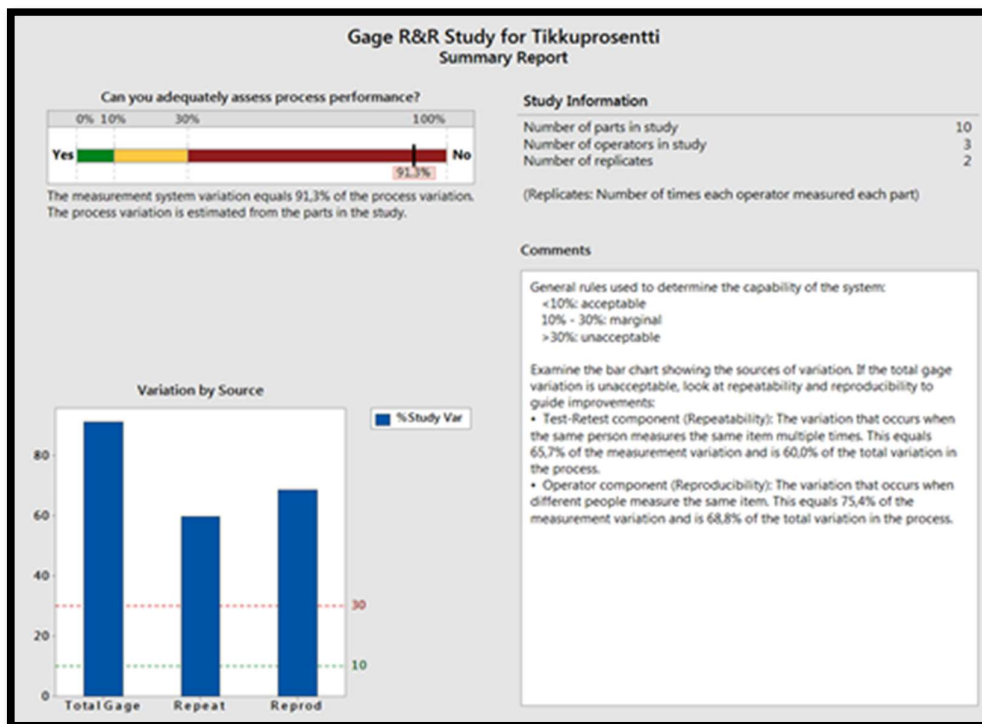 Gage R&R Study for Tikkuprosentti
Summary Report
Can you adequately assess process performance?
0% 10% 30% 100%
Yes No
91,3%
The measurement system variation equals 91,3% of the process variation.
The process variation is estimated from the parts in the study.
Study Information
Number of parts in study 10
Number of operators in study 3
Number of replicates 2
(Replicates: Number of times each operator measured each part)
Comments
General rules used to determine the capability of the system:
<10%: acceptable
10% - 30%: marginal
>30%: unacceptable
Examine the bar chart showing the sources of variation. If the total gage
variation is unacceptable, look at repeatability and reproducibility to
guide improvements:
• Test-Retest component (Repeatability): The variation that occurs when
the same person measures the same item multiple times. This equals
65,7% of the measurement variation and is 60,0% of the total variation in
the process.
• Operator component (Reproducibility): The variation that occurs when
different people measure the same item. This equals 75,4% of the
measurement variation and is 68,8% of the total variation in the process.
Variation by Source
%Study Var
80
60
40
30
20
10
0
Total Gage Repeat Reprod